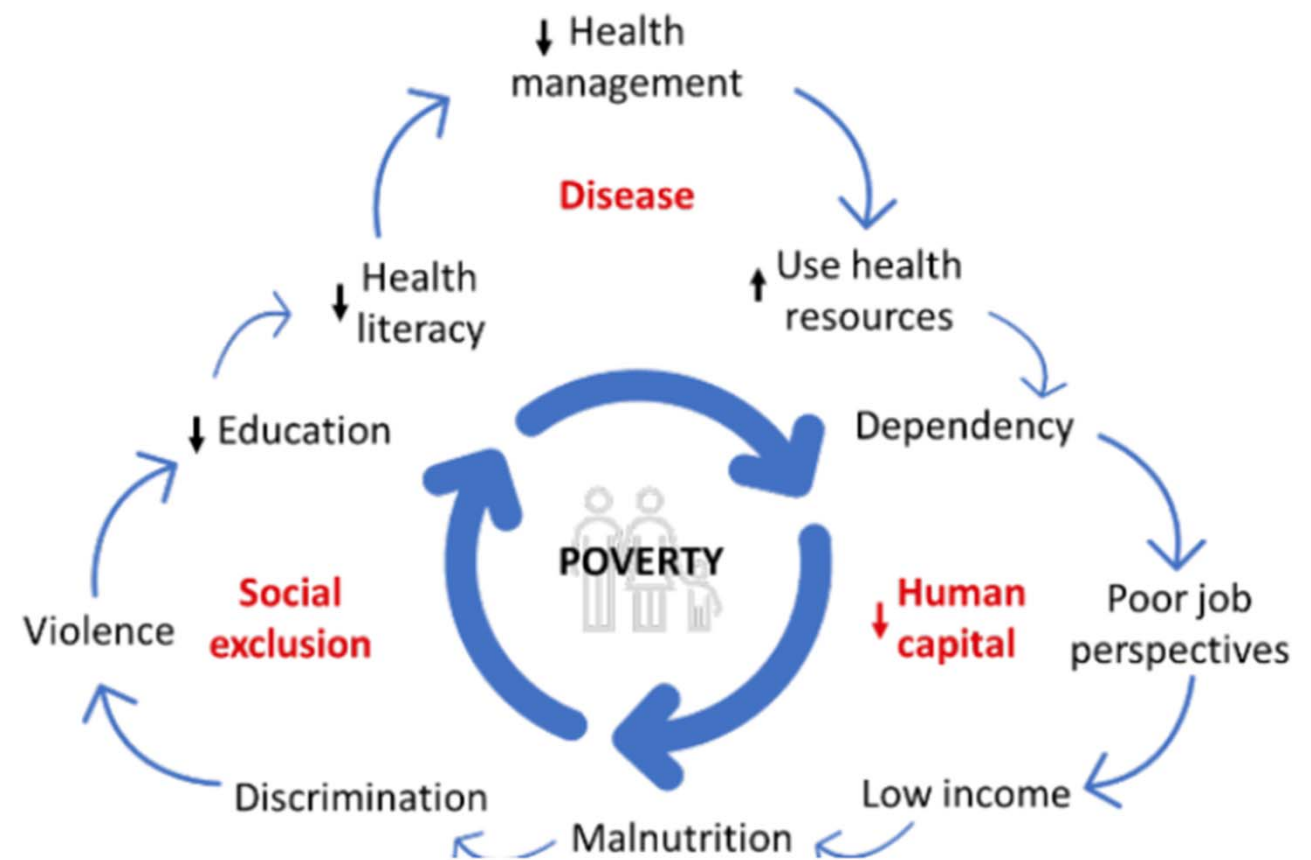 ↓ Health
management
Disease
↓ Health
literacy
↑ Use health
resources
↓ Education
Dependency
POVERTY
Social
exclusion
↓ Human
capital
Violence
Poor job
perspectives
Discrimination
Low income
Malnutrition